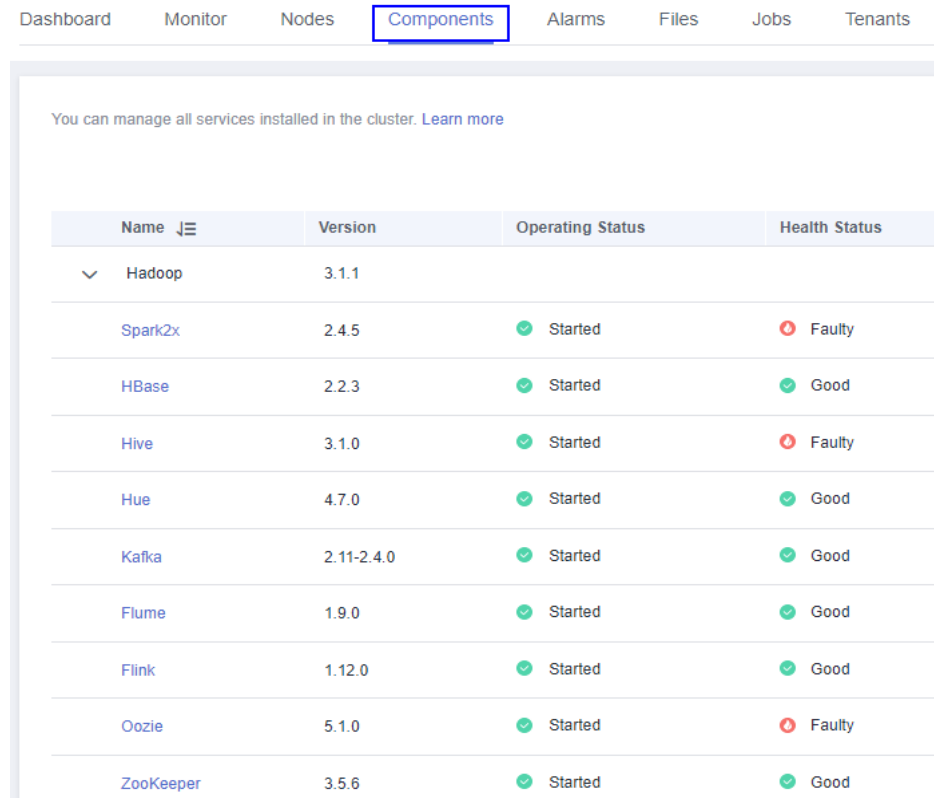 Dashboard Monitor Nodes Components Alarms Files Jobs Tenants
You can manage all services installed in the cluster. Learn more
Name Version Operating Status Health Status
Hadoop 3.1.1
Spark2x 2.4.5 Started Faulty
HBase 2.2.3 Started Good
Hive 3.1.0 Started Faulty
Hue 4.7.0 Started Good
Kafka 2.11-2.4.0 Started Good
Flume 1.9.0 Started Good
Flink 1.12.0 Started Good
Oozie 5.1.0 Started Faulty
ZooKeeper 3.5.6 Started Good